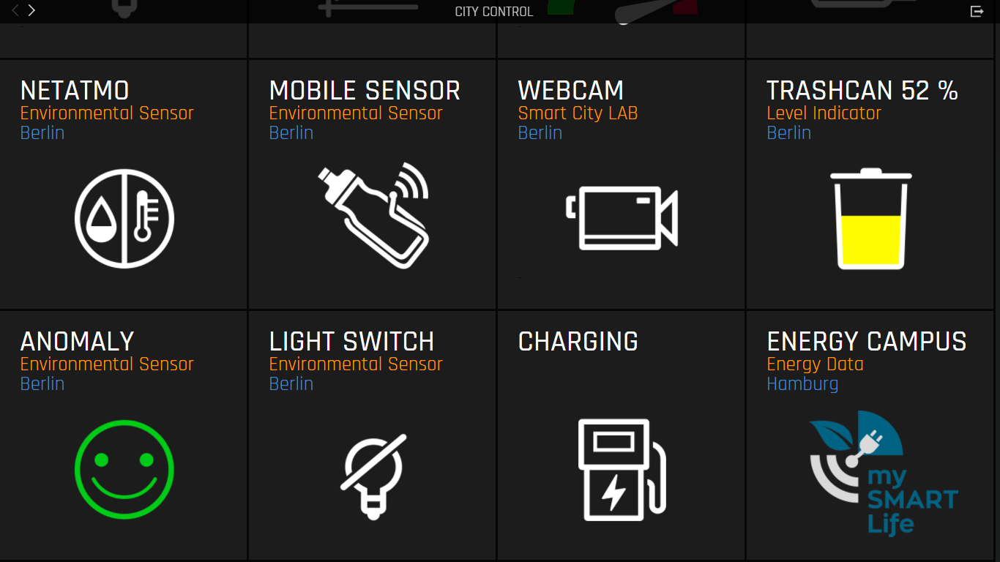 CITY CONTROL
NETATMO
Environmental Sensor
Berlin
MOBILE SENSOR
Environmental Sensor
Berlin
WEBCAM
Smart City LAB
Berlin
TRASHCAN 52 %
Level Indicator
Berlin
ANOMALY
Environmental Sensor
Berlin
LIGHT SWITCH
Environmental Sensor
Berlin
CHARGING
ENERGY CAMPUS
Energy Data
Hamburg
my
SMART
Life